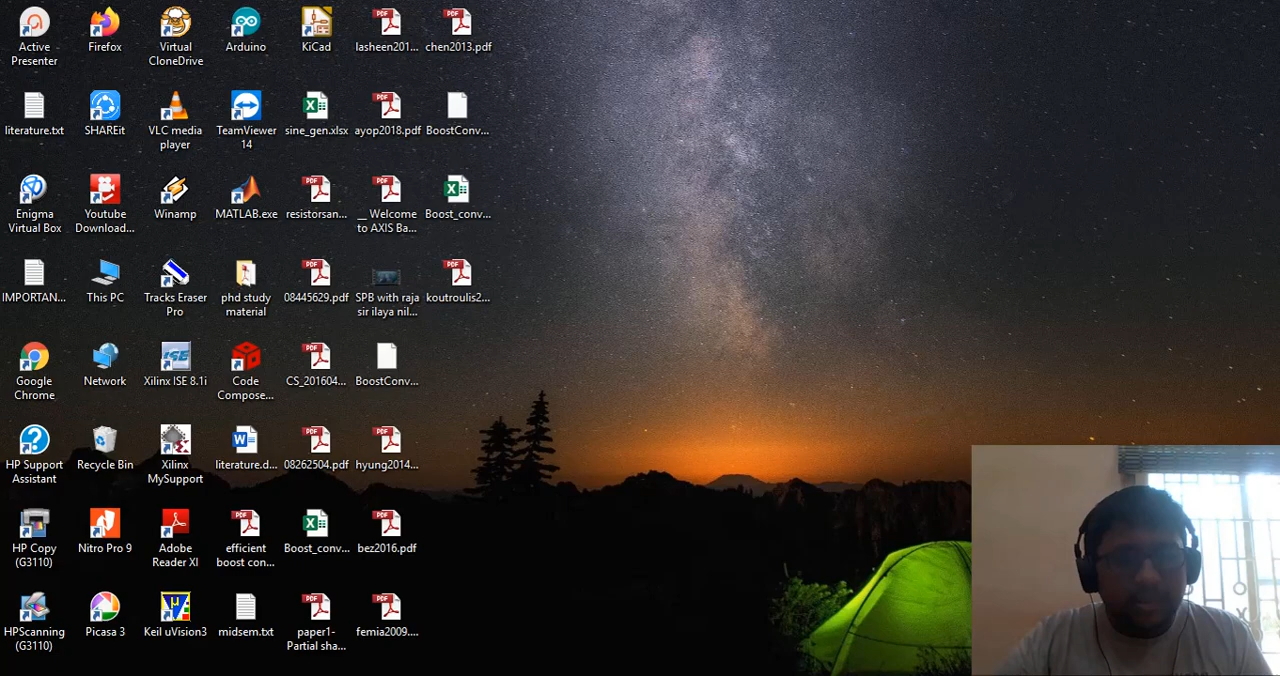 Active
Presenter
Firefox
Virtual
CloneDrive
Arduino
KiCad
lasheen201...
chen2013.pdf
literature.txt
SHAREit
VLC media
player
TeamViewer
14
sine_gen.xlsx
ayop2018.pdf
BoostConv...
Enigma
Virtual Box
Youtube
Download...
Winamp
MATLAB.exe
resistorsan...
__ Welcome
to AXIS Ba...
Boost_conv...
IMPORTAN...
This PC
Tracks Eraser
Pro
phd study
material
08445629.pdf
SPB with raja
sir ilaya nil...
koutroulis2...
Google
Chrome
Network
Xilinx ISE 8.1i
Code
Compose...
CS_201604...
BoostConv...
HP Support
Assistant
Recycle Bin
Xilinx
MySupport
literature.d...
08262504.pdf
hyung2014...
HP Copy
(G3110)
Nitro Pro 9
Adobe
Reader XI
efficient
boost con...
Boost_conv...
bez2016.pdf
HPScanning
(G3110)
Picasa 3
Keil uVision3
midsem.txt
paper1-
Partial sha...
femia2009....